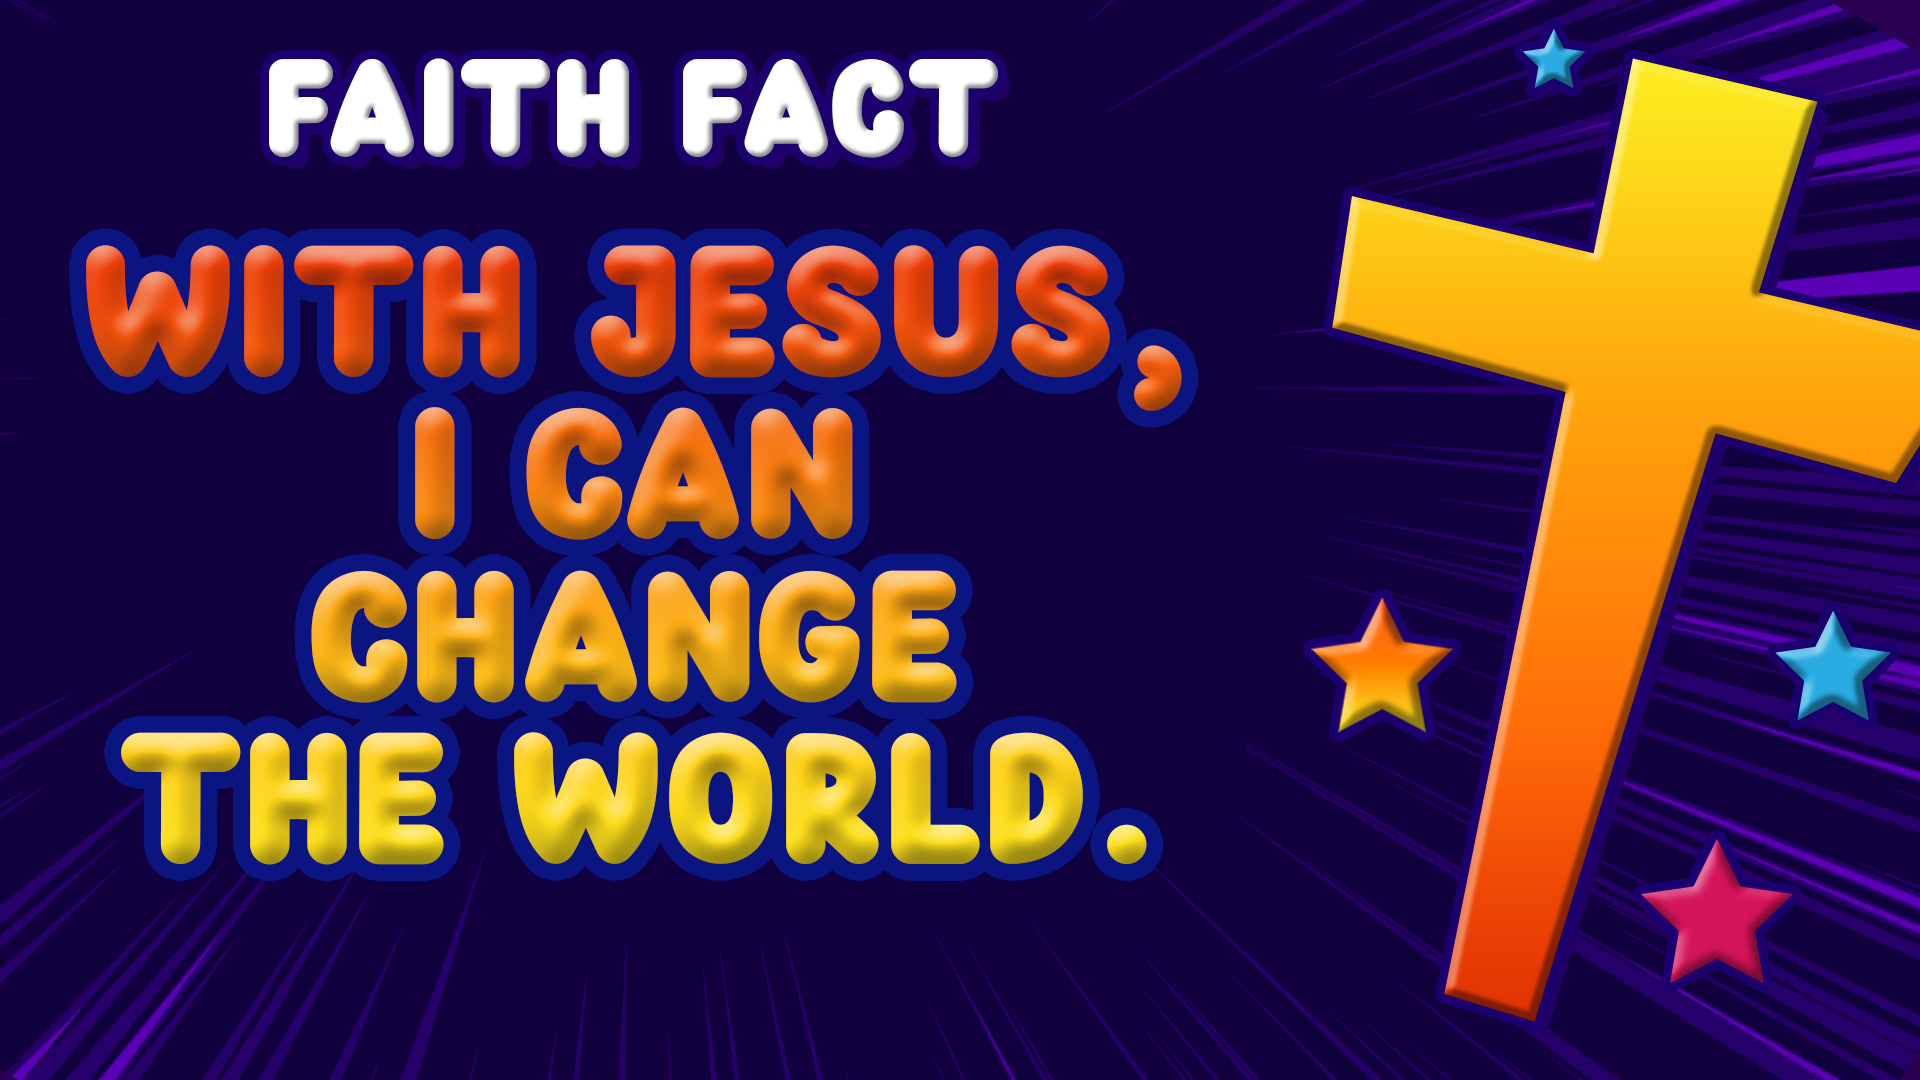 FAITH FACT
WITH JESUS,
I CAN
CHANGE
THE WORLD.